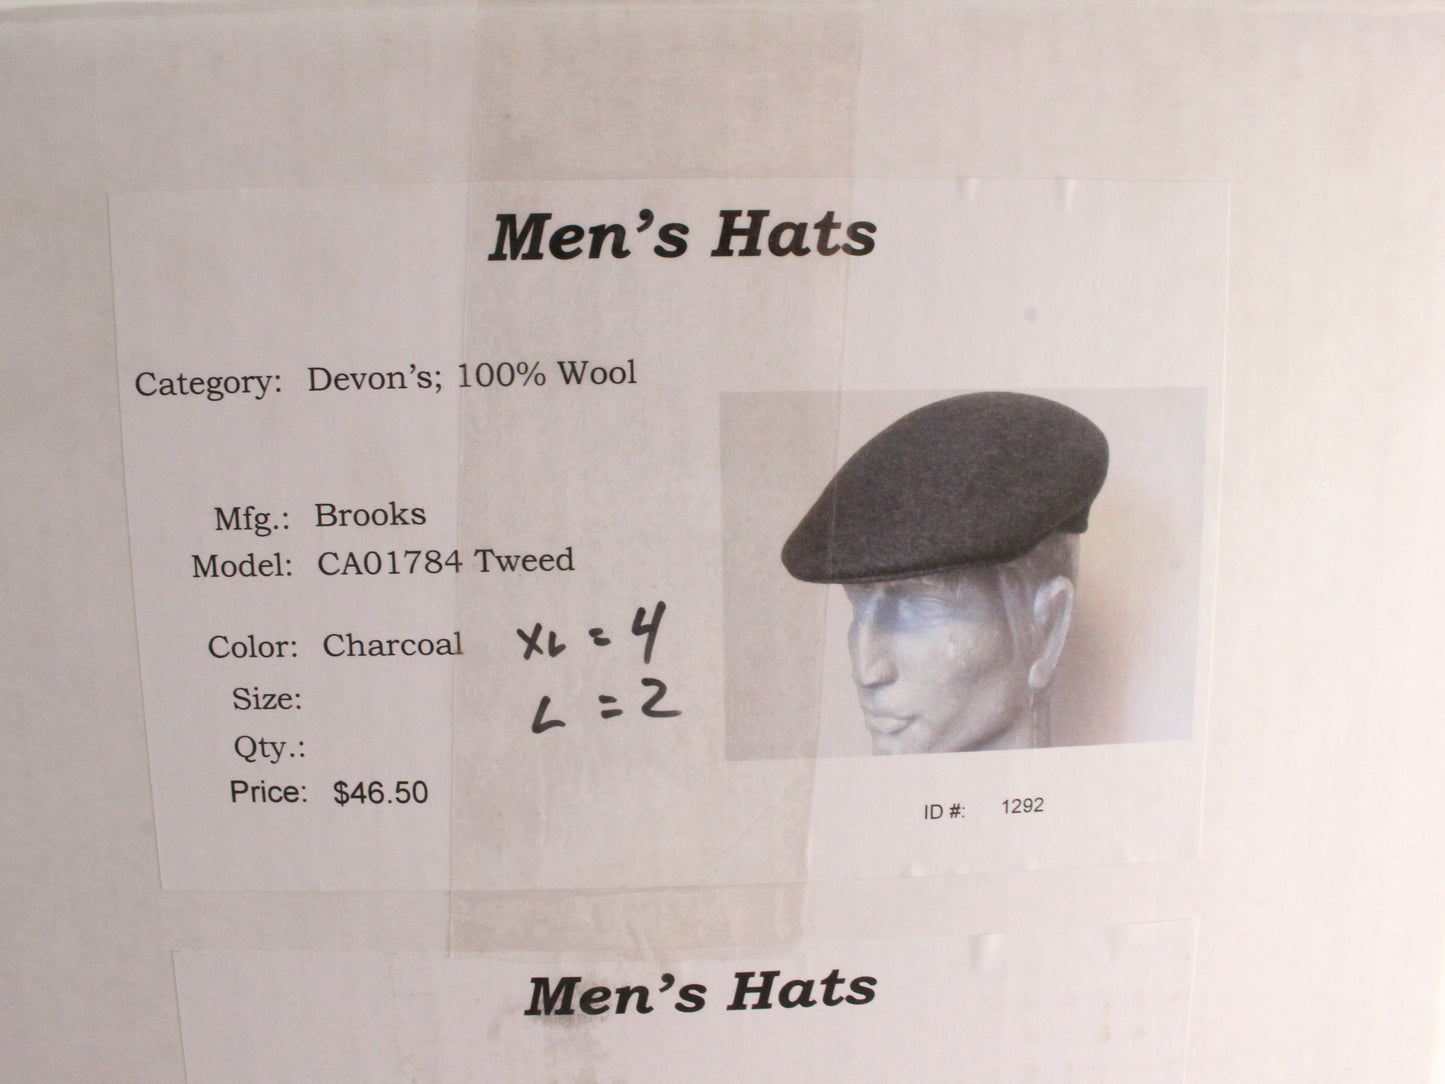 Men's Hats
Category: Devon's; 100% Wool
Mfg.: Brooks
Model: CA01784 Tweed
Color: Charcoal XL = 4
Size: L = 2
Qty.:
Price: $46.50
ID #: 1292
Men's Hats